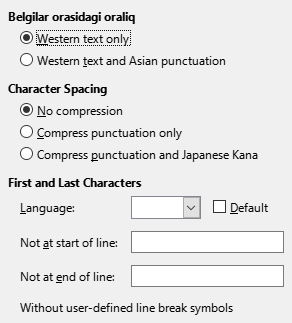 Belgilar orasidagi oraliq
Western text only
Western text and Asian punctuation
Character Spacing
No compression
Compress punctuation only
Compress punctuation and Japanese Kana
First and Last Characters
Language:
Default
Not at start of line:
Not at end of line:
Without user-defined line break symbols